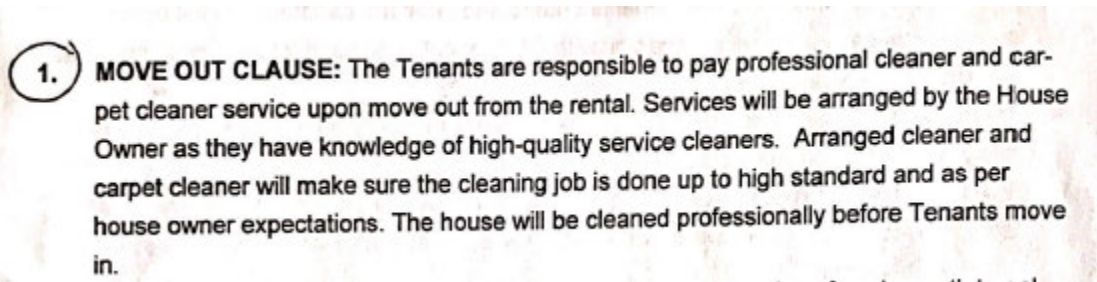 1. MOVE OUT CLAUSE: The Tenants are responsible to pay professional cleaner and car-
pet cleaner service upon move out from the rental. Services will be arranged by the House
Owner as they have knowledge of high-quality service cleaners. Arranged cleaner and
carpet cleaner will make sure the cleaning job is done up to high standard and as per
house owner expectations. The house will be cleaned professionally before Tenants move
in.